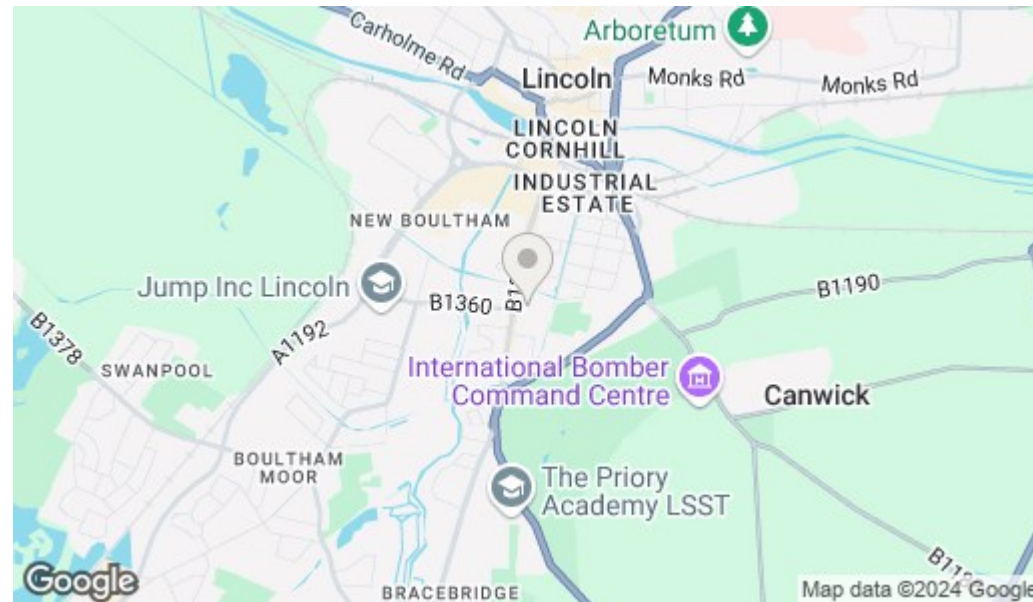 Arboretum
Carholme Rd
Lincoln
Monks Rd
Monks Rd
LINCOLN
CORNHILL
INDUSTRIAL
ESTATE
NEW BOULTHAM
Jump Inc Lincoln
B1360
B1190
B1378
A1192
SWANPOOL
International Bomber
Command Centre
Canwick
BOULTHAM
MOOR
The Priory
Academy LSST
BRACEBRIDGE
Google
Map data ©2024 Google